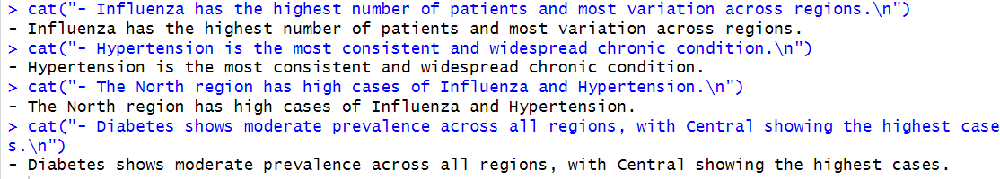 > cat("- Influenza has the highest number of patients and most variation across regions.\n")
- Influenza has the highest number of patients and most variation across regions.
> cat("- Hypertension is the most consistent and widespread chronic condition.\n")
- Hypertension is the most consistent and widespread chronic condition.
> cat("- The North region has high cases of Influenza and Hypertension.\n")
- The North region has high cases of Influenza and Hypertension.
> cat("- Diabetes shows moderate prevalence across all regions, with Central showing the highest case
s.\n")
- Diabetes shows moderate prevalence across all regions, with Central showing the highest cases.